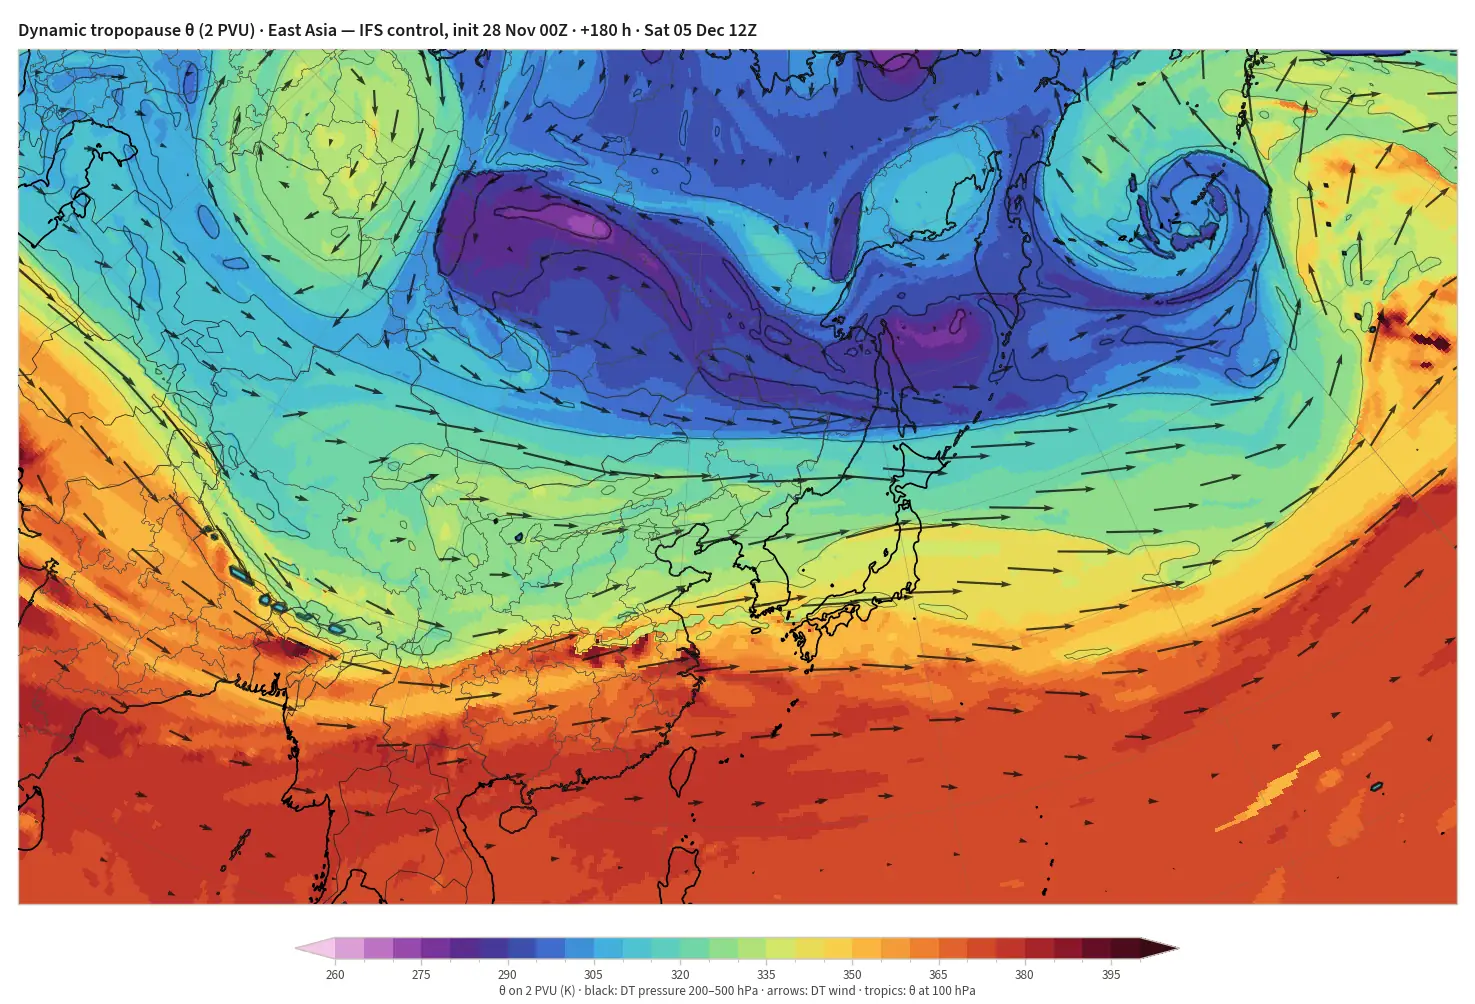 Dynamic tropopause θ (2 PVU) · East Asia — IFS control, init 28 Nov 00Z · +180 h · Sat 05 Dec 12Z
260 275 290 305 320 335 350 365 380 395
θ on 2 PVU (K) · black: DT pressure 200–500 hPa · arrows: DT wind · tropics: θ at 100 hPa